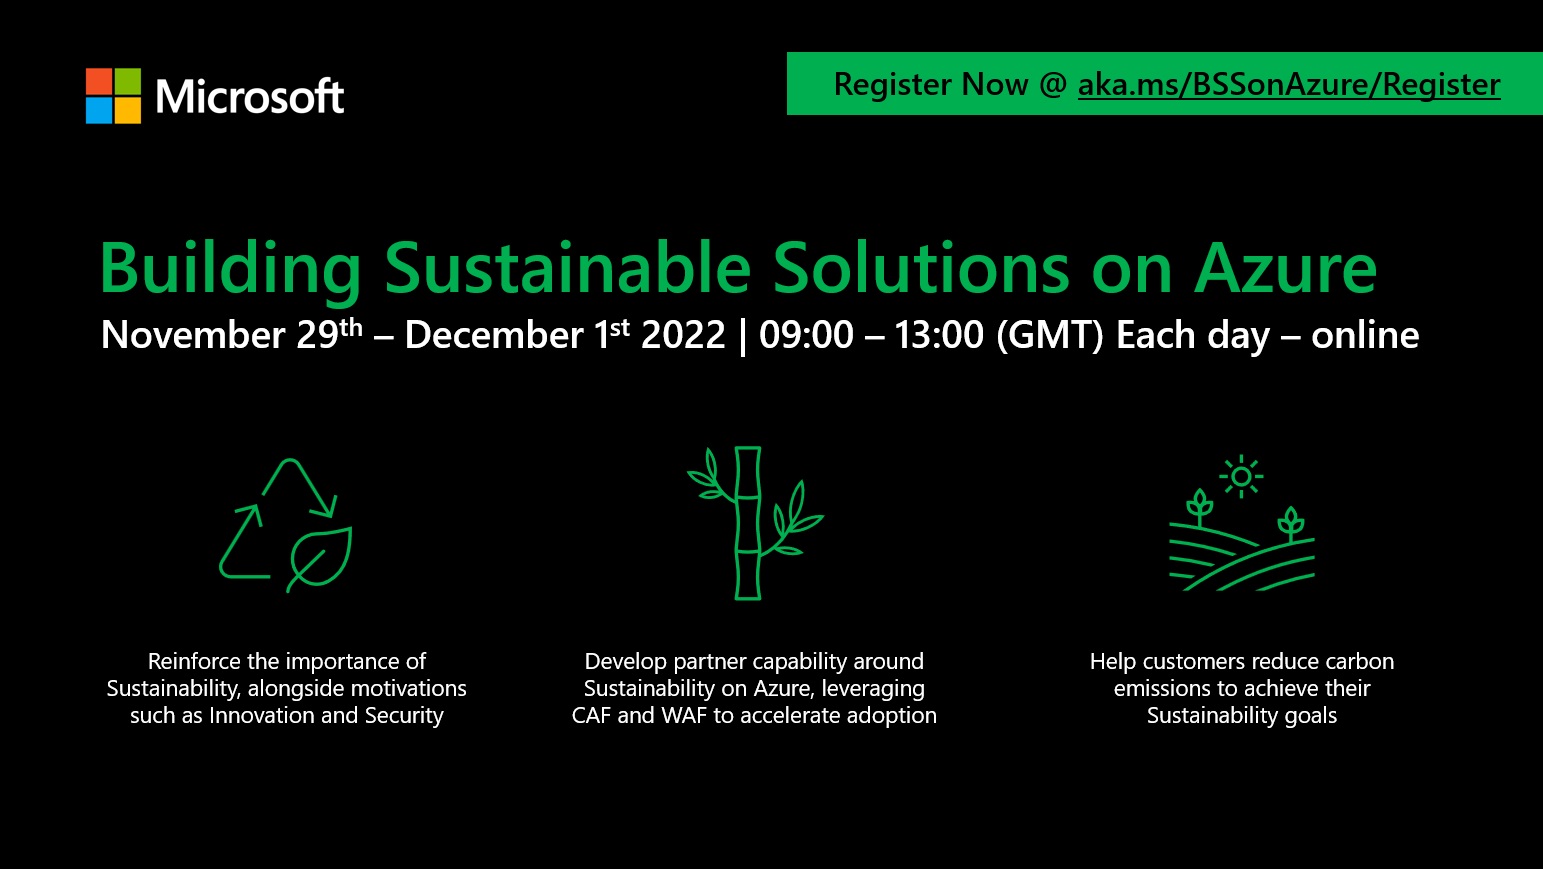 Microsoft
Register Now @ aka.ms/BSSonAzure/Register
Building Sustainable Solutions on Azure
November 29th – December 1st 2022 | 09:00 – 13:00 (GMT) Each day – online
Reinforce the importance of
Sustainability, alongside motivations
such as Innovation and Security
Develop partner capability around
Sustainability on Azure, leveraging
CAF and WAF to accelerate adoption
Help customers reduce carbon
emissions to achieve their
Sustainability goals